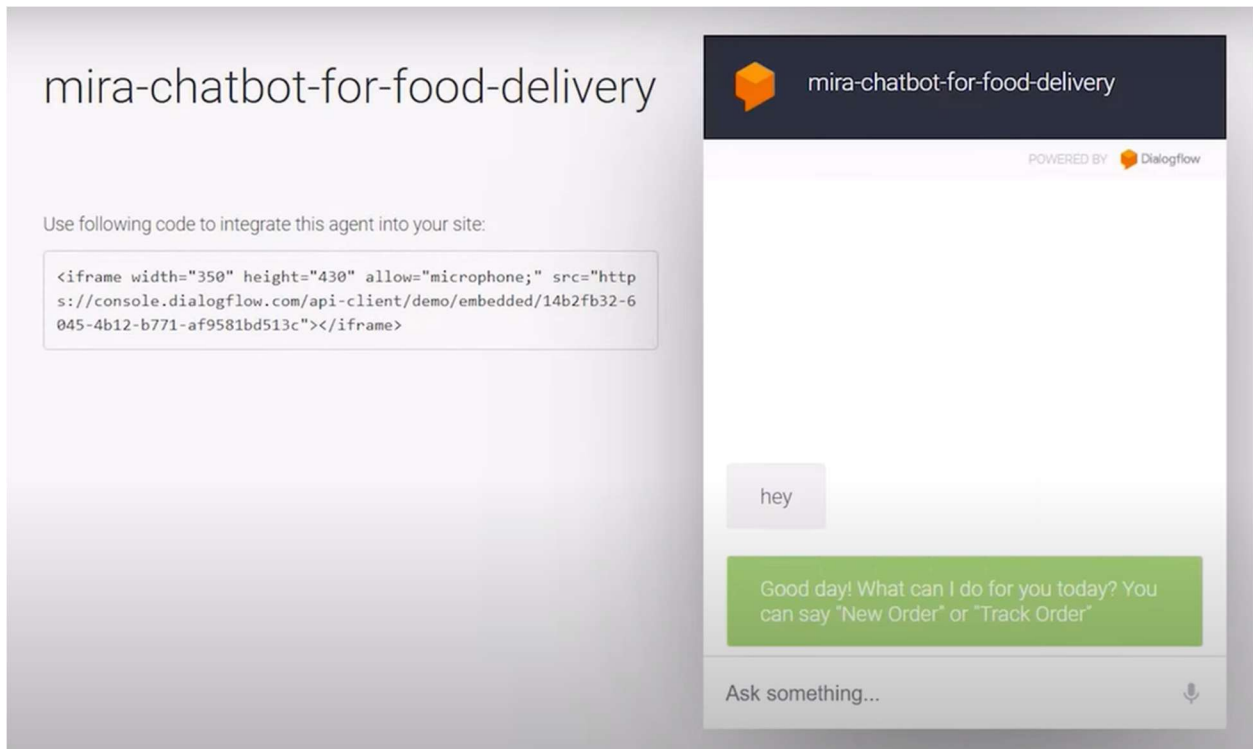 mira-chatbot-for-food-delivery
Use following code to integrate this agent into your site:
<iframe width="350" height="430" allow="microphone;" src="http
s://console.dialogflow.com/api-client/demo/embedded/14b2fb32-6
045-4b12-b771-af9581bd513c"></iframe>
mira-chatbot-for-food-delivery
POWERED BY Dialogflow
hey
Good day! What can I do for you today? You
can say "New Order" or "Track Order"
Ask something...